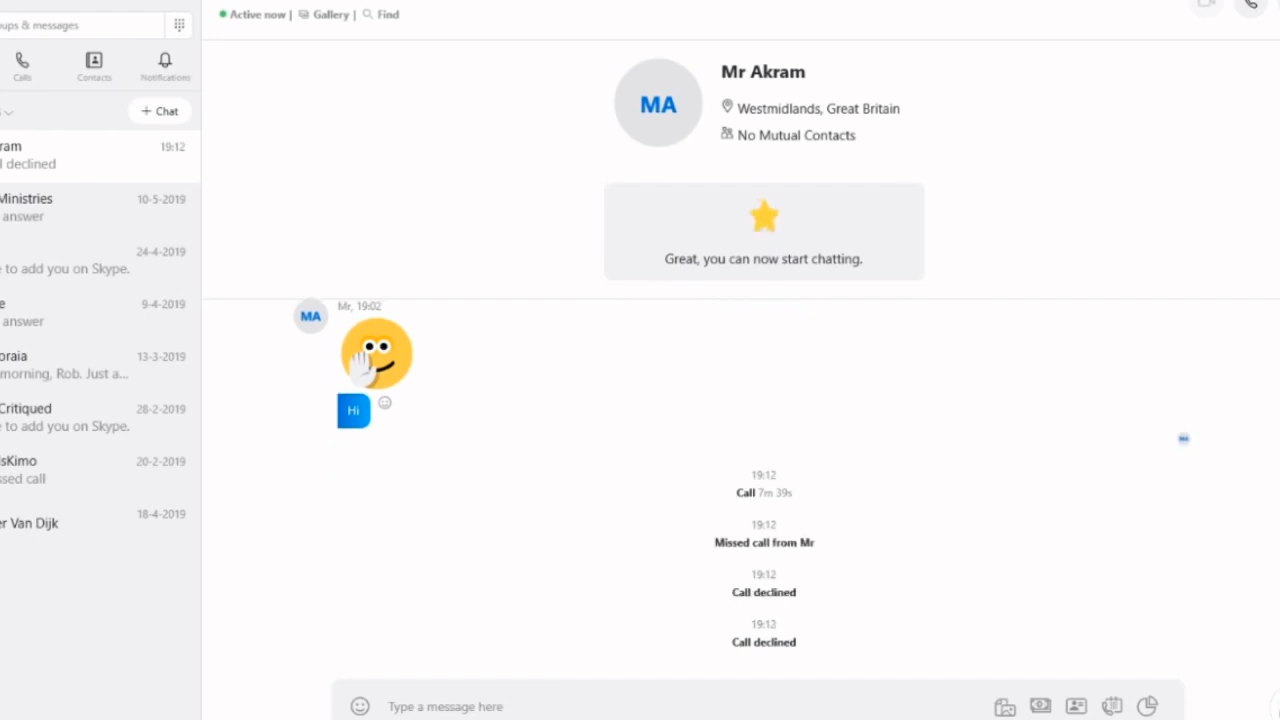 Active now | Gallery | Find
ups & messages
Calls
Contacts
Notifications
+ Chat
ram
19:12
l declined
Ministries
10-5-2019
answer
24-4-2019
e to add you on Skype.
e
9-4-2019
answer
oraia
13-3-2019
morning, Rob. Just a...
Critiqued
28-2-2019
e to add you on Skype.
lsKimo
20-2-2019
ssed call
18-4-2019
er Van Dijk
MA
Mr Akram
Westmidlands, Great Britain
No Mutual Contacts
Great, you can now start chatting.
Mr, 19:02
MA
Hi
MA
19:12
Call 7m 39s
19:12
Missed call from Mr
19:12
Call declined
19:12
Call declined
Type a message here